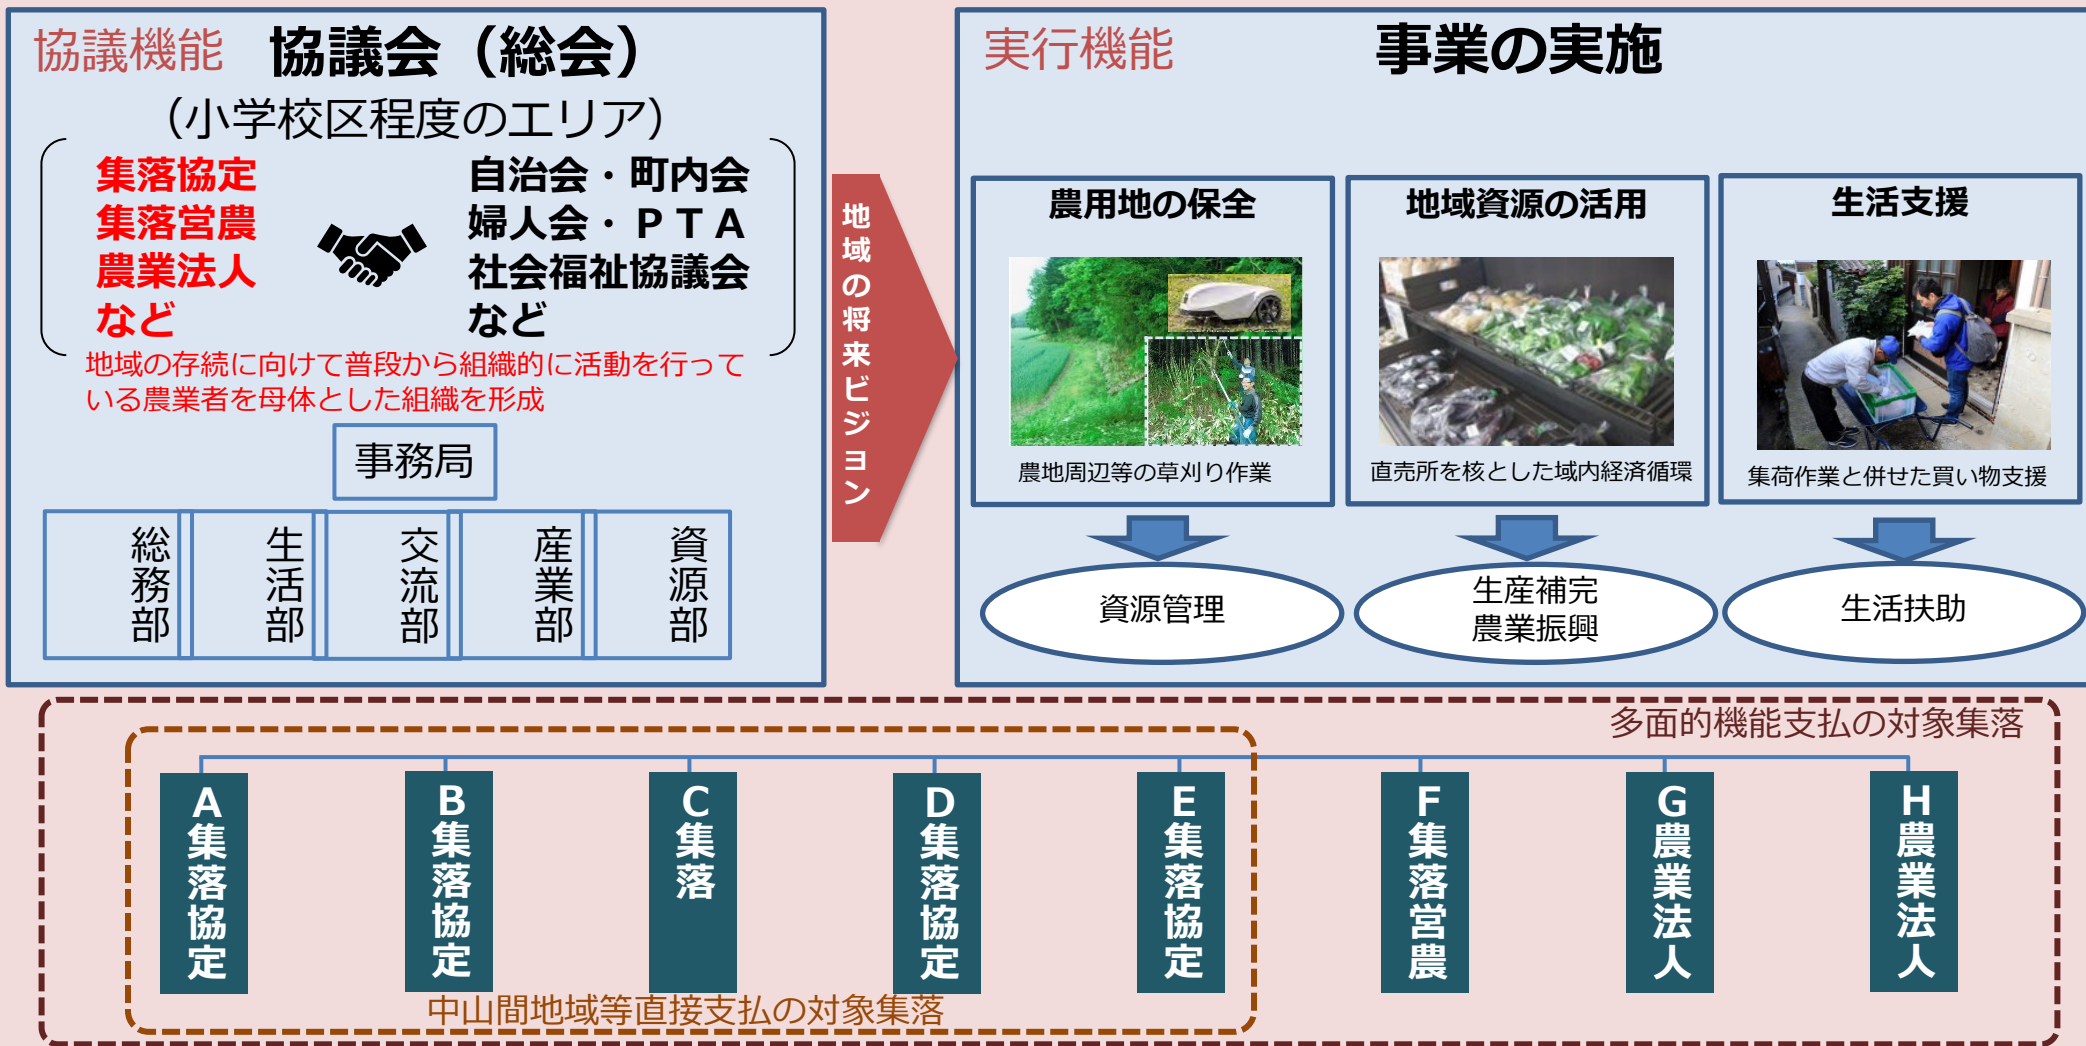 協議機能
協議会（総会）
（小学校区程度のエリア）
集落協定
集落営農
農業法人
など
自治会・町内会
婦人会・ＰＴＡ
社会福祉協議会
など
地域の存続に向けて普段から組織的に活動を行って
いる農業者を母体とした組織を形成
事務局
総務部
生活部
交流部
産業部
資源部
地域の将来ビジョン
実行機能
事業の実施
農用地の保全
農地周辺等の草刈り作業
資源管理
地域資源の活用
直売所を核とした域内経済循環
生産補完
農業振興
生活支援
集荷作業と併せた買い物支援
生活扶助
多面的機能支払の対象集落
A集落協定
B集落協定
C集落
D集落協定
E集落協定
F集落営農
G農業法人
H農業法人
中山間地域等直接支払の対象集落